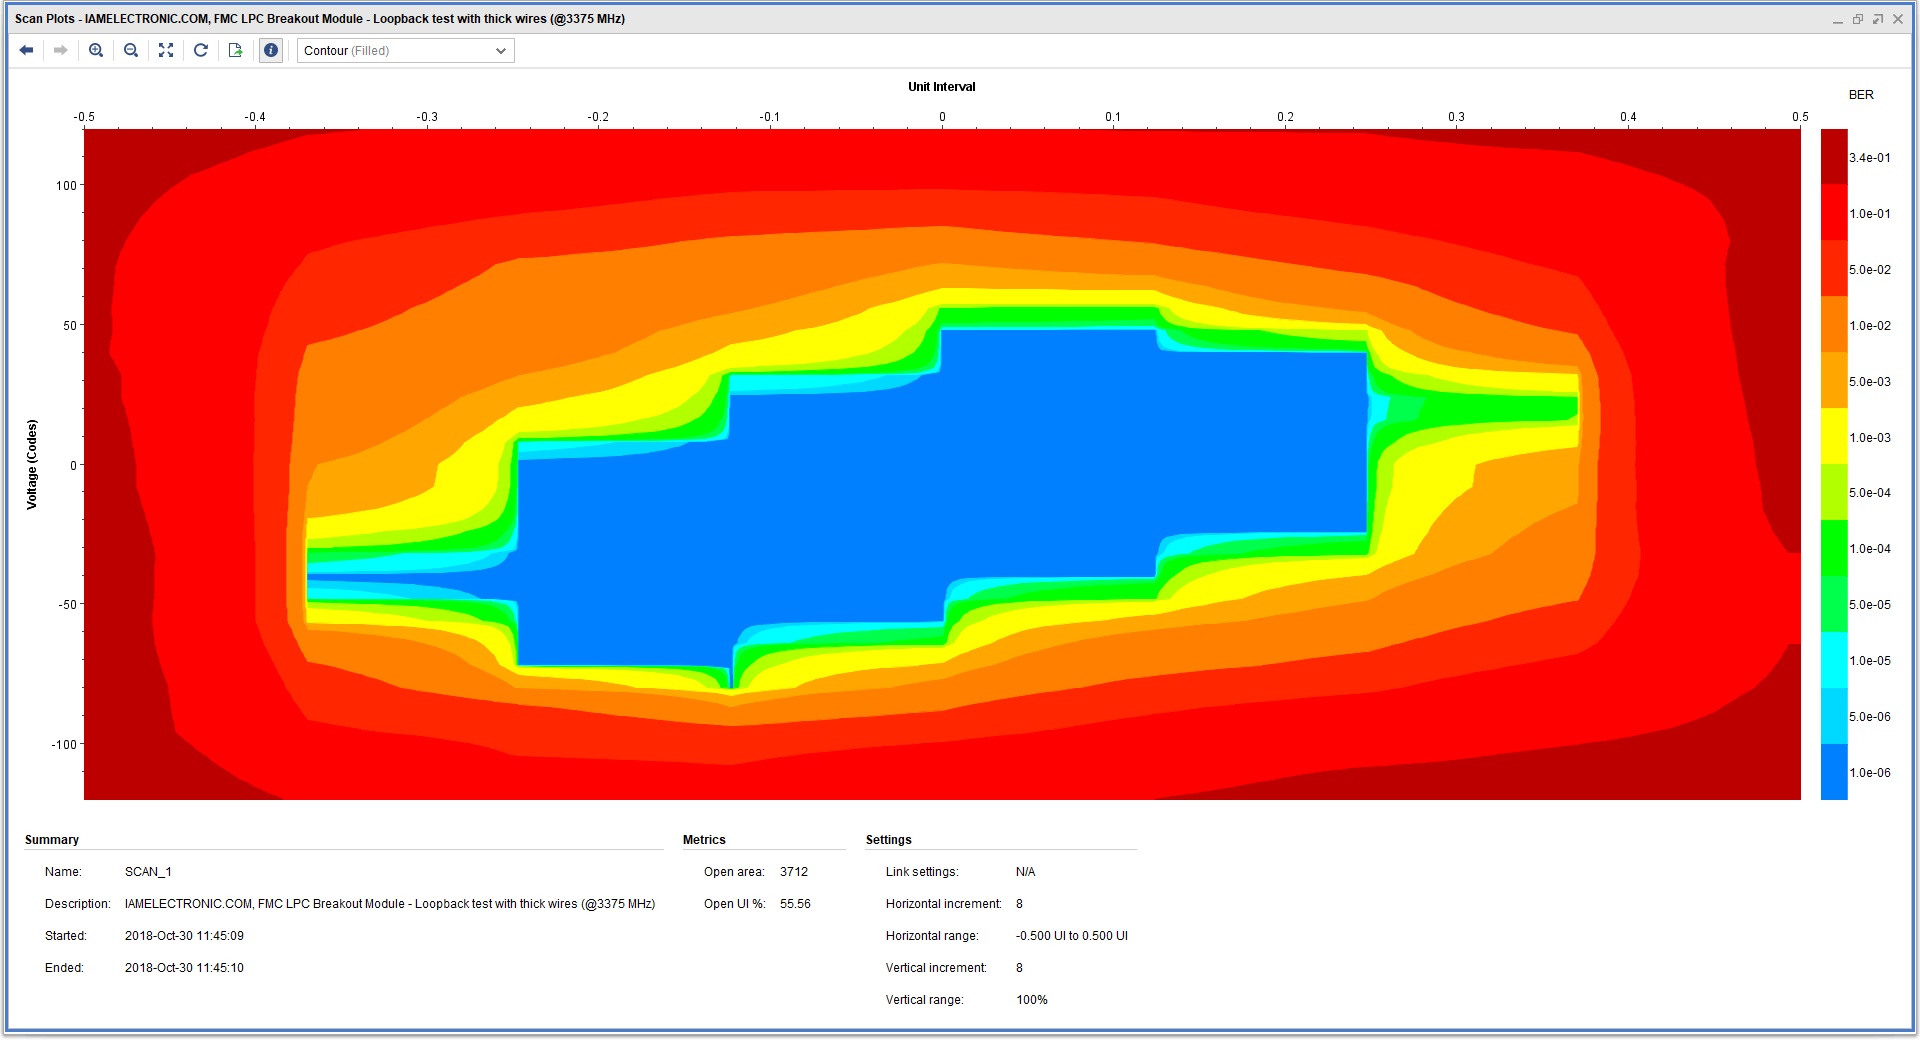 Scan Plots - IAMELECTRONIC.COM, FMC LPC Breakout Module - Loopback test with thick wires (@3375 MHz)
Contour (Filled)
Unit Interval
BER
-0.5 -0.4 -0.3 -0.2 -0.1 0 0.1 0.2 0.3 0.4 0.5
Voltage (Codes)
100
50
0
-50
-100
3.4e-01
1.0e-01
5.0e-02
1.0e-02
5.0e-03
1.0e-03
5.0e-04
1.0e-04
5.0e-05
1.0e-05
5.0e-06
1.0e-06
Summary
Name: SCAN_1
Description: IAMELECTRONIC.COM, FMC LPC Breakout Module - Loopback test with thick wires (@3375 MHz)
Started: 2018-Oct-30 11:45:09
Ended: 2018-Oct-30 11:45:10
Metrics
Open area: 3712
Open UI %: 55.56
Settings
Link settings: N/A
Horizontal increment: 8
Horizontal range: -0.500 UI to 0.500 UI
Vertical increment: 8
Vertical range: 100%